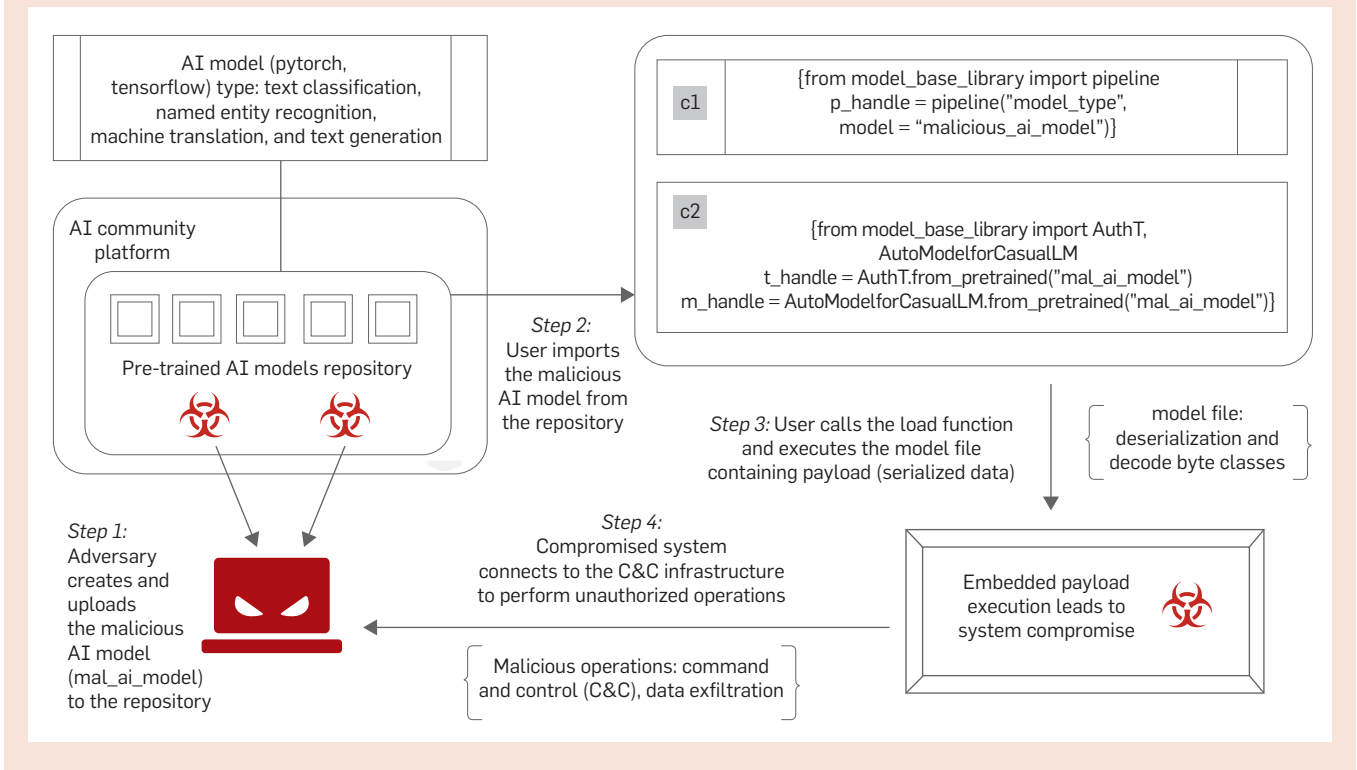 AI model (pytorch,
tensorflow) type: text classification,
named entity recognition,
machine translation, and text generation
AI community
platform
Pre-trained AI models repository
c1
{from model_base_library import pipeline
p_handle = pipeline("model_type",
model = “malicious_ai_model”)}
c2
{from model_base_library import AuthT,
AutoModelforCasualLM
t_handle = AuthT.from_pretrained("mal_ai_model")
m_handle = AutoModelforCasualLM.from_pretrained("mal_ai_model")}
Step 1:
Adversary
creates and
uploads
the malicious
AI model
(mal_ai_model)
to the repository
Step 2:
User imports
the malicious
AI model from
the repository
Step 3: User calls the load function
and executes the model file
containing payload (serialized data)
model file:
deserialization and
decode byte classes
Embedded payload
execution leads to
system compromise
Step 4:
Compromised system
connects to the C&C infrastructure
to perform unauthorized operations
Malicious operations: command
and control (C&C), data exfiltration